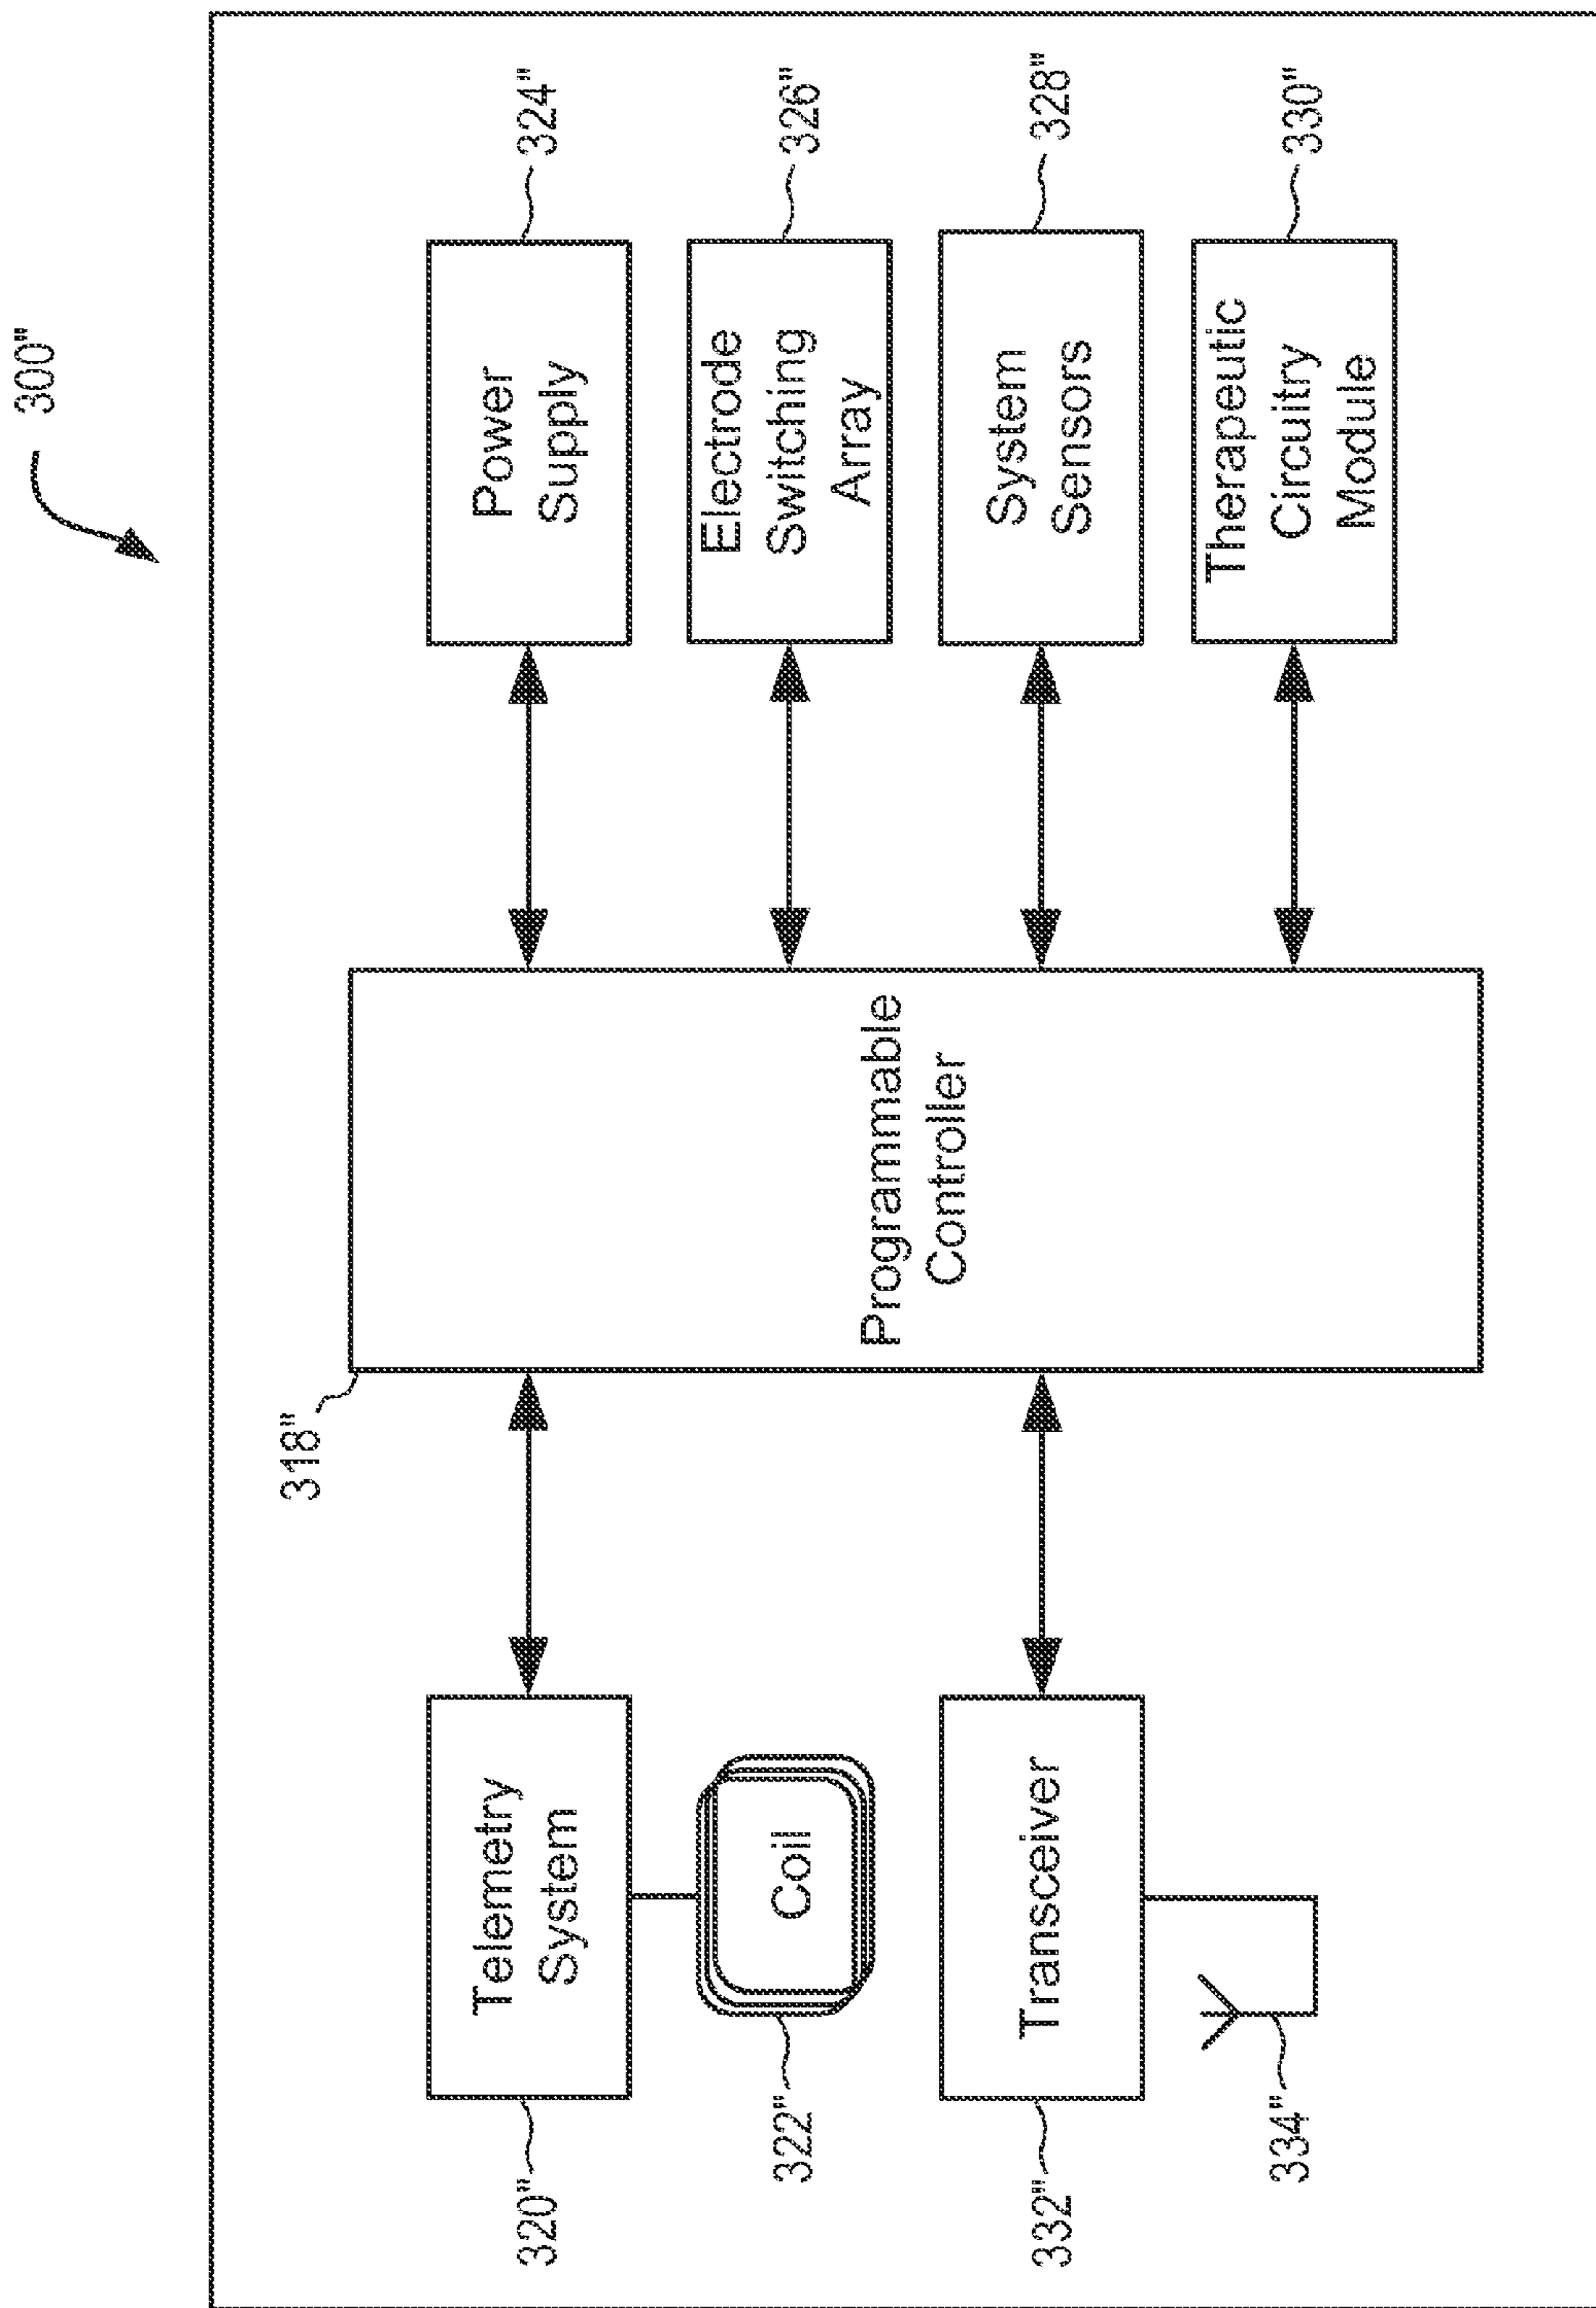 300"
320"
Telemetry
System
322"
Coil
332"
Transceiver
334"
318"
Programmable
Controller
Power
Supply
324"
Electrode
Switching
Array
326"
System
Sensors
328"
Therapeutic
Circuitry
Module
330"